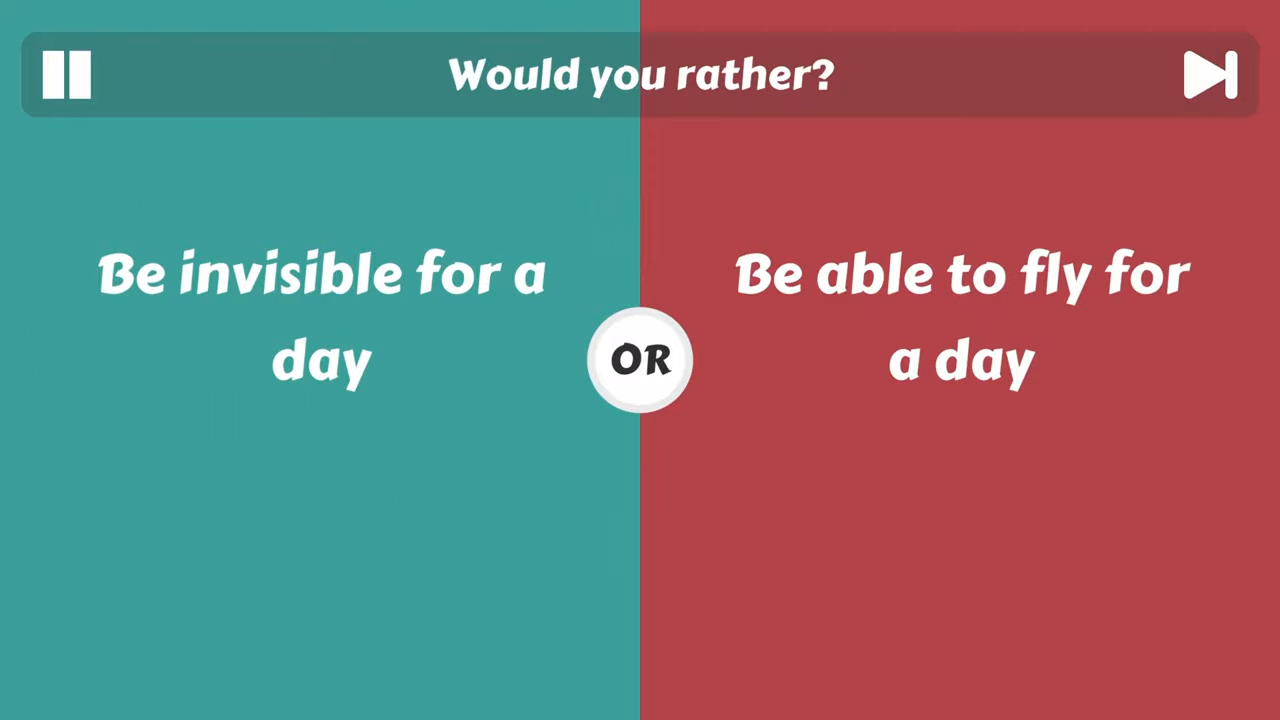 Would you rather?
Be invisible for a
day
OR
Be able to fly for
a day